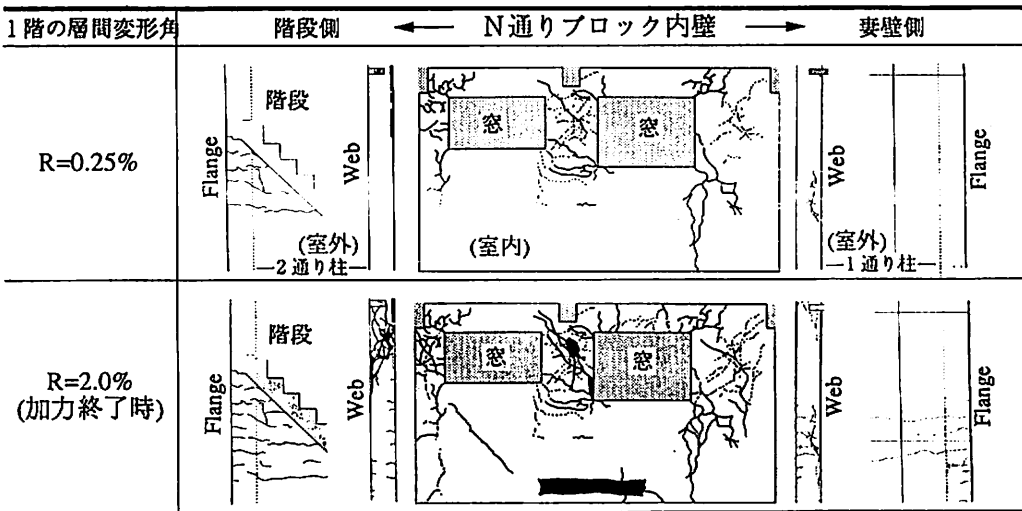 1階の層間変形角 階段側 N通りブロック内壁 妻壁側
R=0.25%
Flange
階段
Web
(室外)
2通り柱
窓
窓
(室内)
Web
(室外)
1通り柱
Flange
R=2.0%
(加力終了時)
Flange
階段
Web
窓
窓
Web
Flange